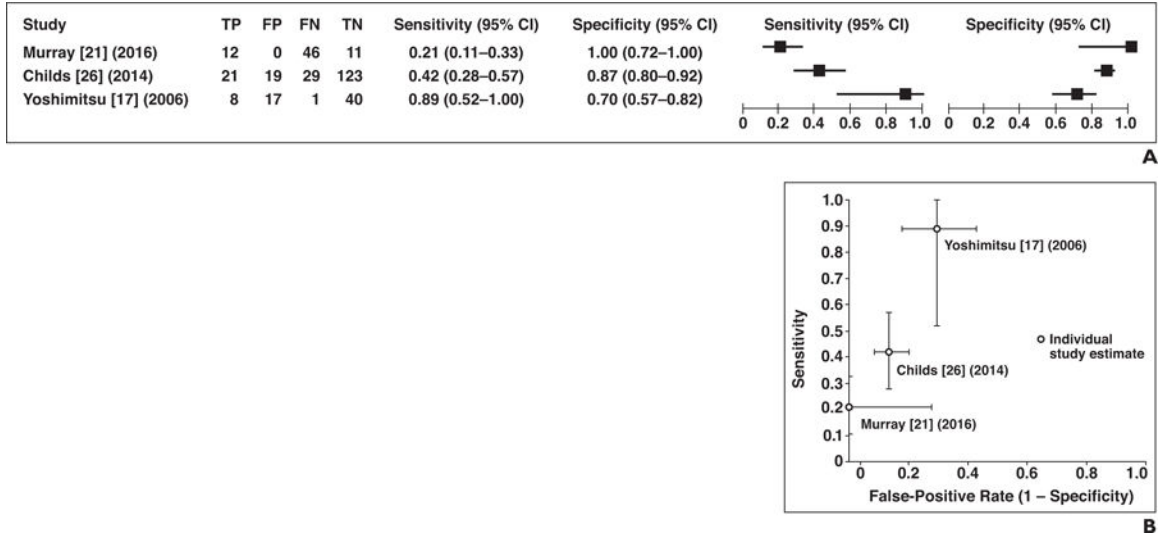 Study TP FP FN TN Sensitivity (95% CI) Specificity (95% CI) Sensitivity (95% CI) Specificity (95% CI)
Murray [21] (2016) 12 0 46 11 0.21 (0.11–0.33) 1.00 (0.72–1.00)
Childs [26] (2014) 21 19 29 123 0.42 (0.28–0.57) 0.87 (0.80–0.92)
Yoshimitsu [17] (2006) 8 17 1 40 0.89 (0.52–1.00) 0.70 (0.57–0.82)
0 0.2 0.4 0.6 0.8 1.0 0 0.2 0.4 0.6 0.8 1.0
A
1.0
0.9
Yoshimitsu [17] (2006)
0.8
0.7
0.6
0.5
Individual
study estimate
0.4
Childs [26] (2014)
0.3
0.2
Murray [21] (2016)
0.1
0
Sensitivity
0 0.2 0.4 0.6 0.8 1.0
False-Positive Rate (1 – Specificity)
B